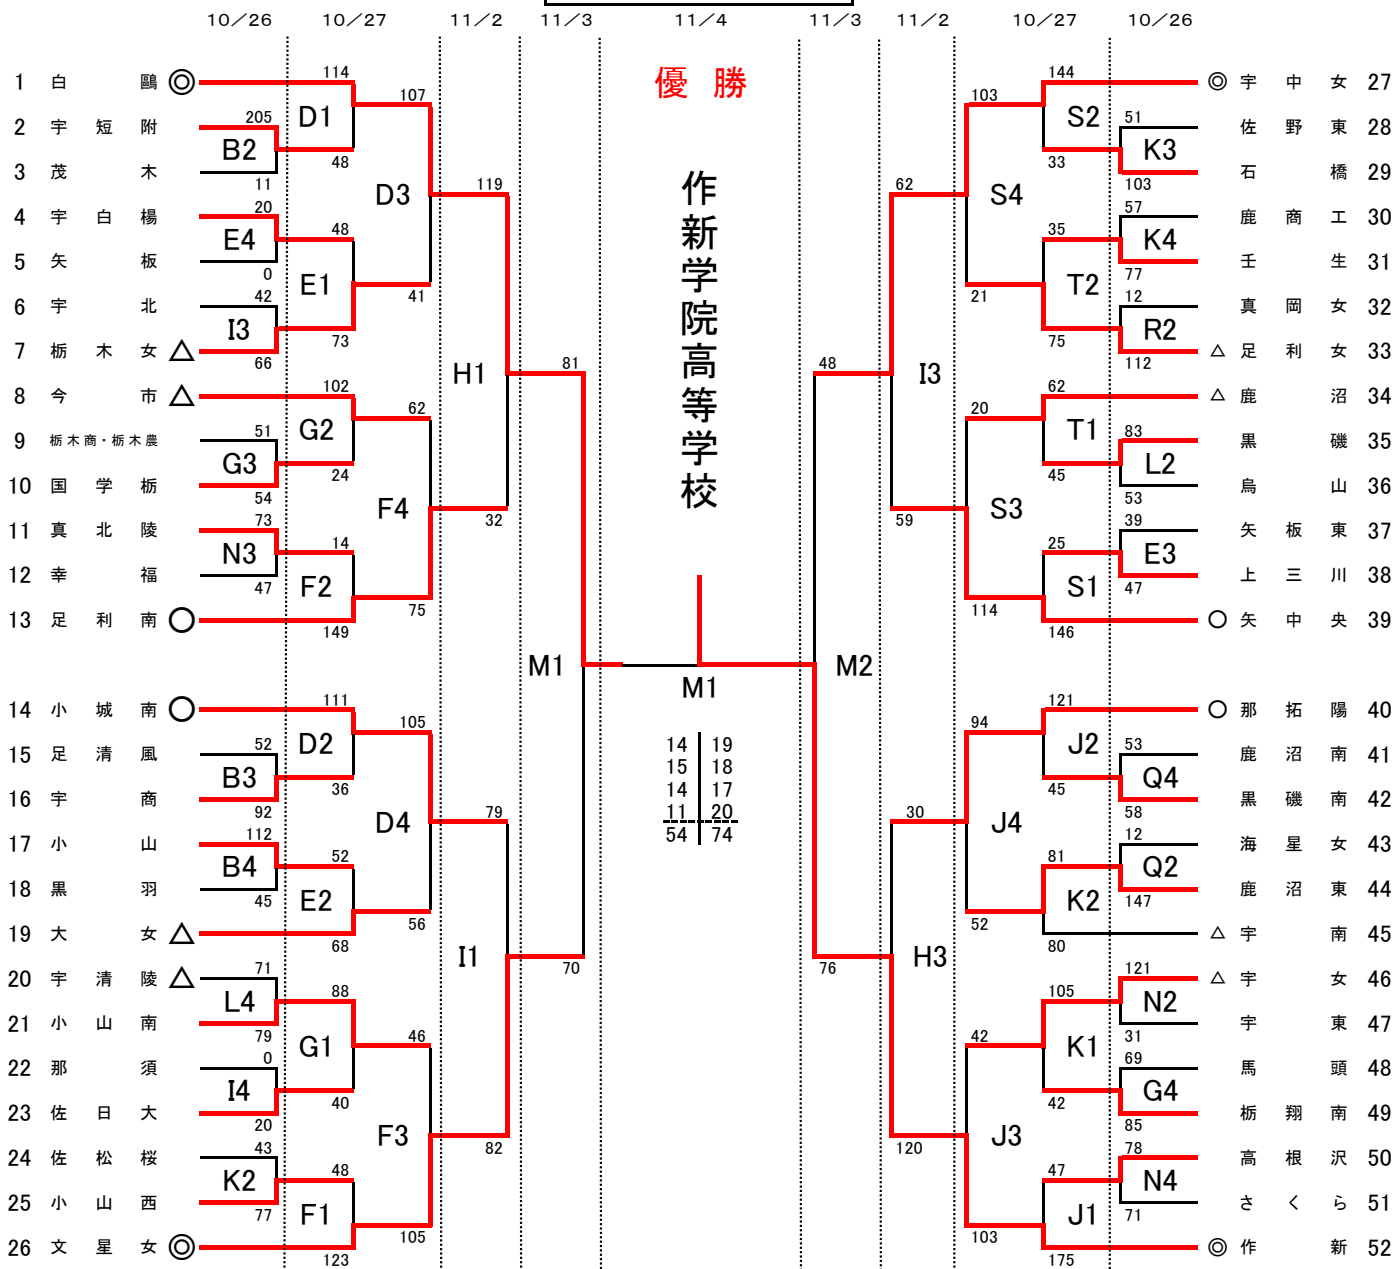 10／26 10／27 11／2 11／3 11／4 11／3 11／2 10／27 10／26
優勝
作新学院高等学校
1 白鷗 ◎
2 宇短附
3 茂木
4 宇白楊
5 矢板
6 宇北
7 栃木女 △
8 今市 △
9 栃木商・栃木農
10 国学栃
11 真北陵
12 幸福
13 足利南 ○
14 小城南 ○
15 足清風
16 宇商
17 小山
18 黒羽
19 大女 △
20 宇清陵 △
21 小山南
22 那須
23 佐日大
24 佐松桜
25 小山西
26 文星女 ◎
205
B2
11
20
E4
0
42
I3
66
51
G3
54
73
N3
47
52
B3
92
112
B4
45
71
L4
79
0
I4
20
43
K2
77
114
D1
48
48
E1
73
102
G2
24
14
F2
149
111
D2
36
52
E2
68
88
G1
40
48
F1
123
107
D3
41
62
F4
75
105
D4
56
46
F3
105
119
H1
32
79
I1
82
81
M1
70
M1
14 19
15 18
14 17
11 20
54 74
48
M2
76
62
I3
59
30
H3
120
103
S4
21
20
S3
114
94
J4
52
42
J3
103
144
S2
33
35
T2
75
62
T1
45
25
S1
146
121
J2
45
81
K2
80
105
K1
42
47
J1
175
51
K3
103
57
K4
77
12
R2
112
83
L2
53
39
E3
47
53
Q4
58
12
Q2
147
121
N2
31
69
G4
85
78
N4
71
◎ 宇中女 27
佐野東 28
石橋 29
鹿商工 30
壬生 31
真岡女 32
△ 足利女 33
△ 鹿沼 34
黒磯 35
烏山 36
矢板東 37
上三川 38
○ 矢中央 39
○ 那拓陽 40
鹿沼南 41
黒磯南 42
海星女 43
鹿沼東 44
△ 宇南 45
△ 宇女 46
宇東 47
馬頭 48
栃翔南 49
高根沢 50
さくら 51
◎ 作新 52